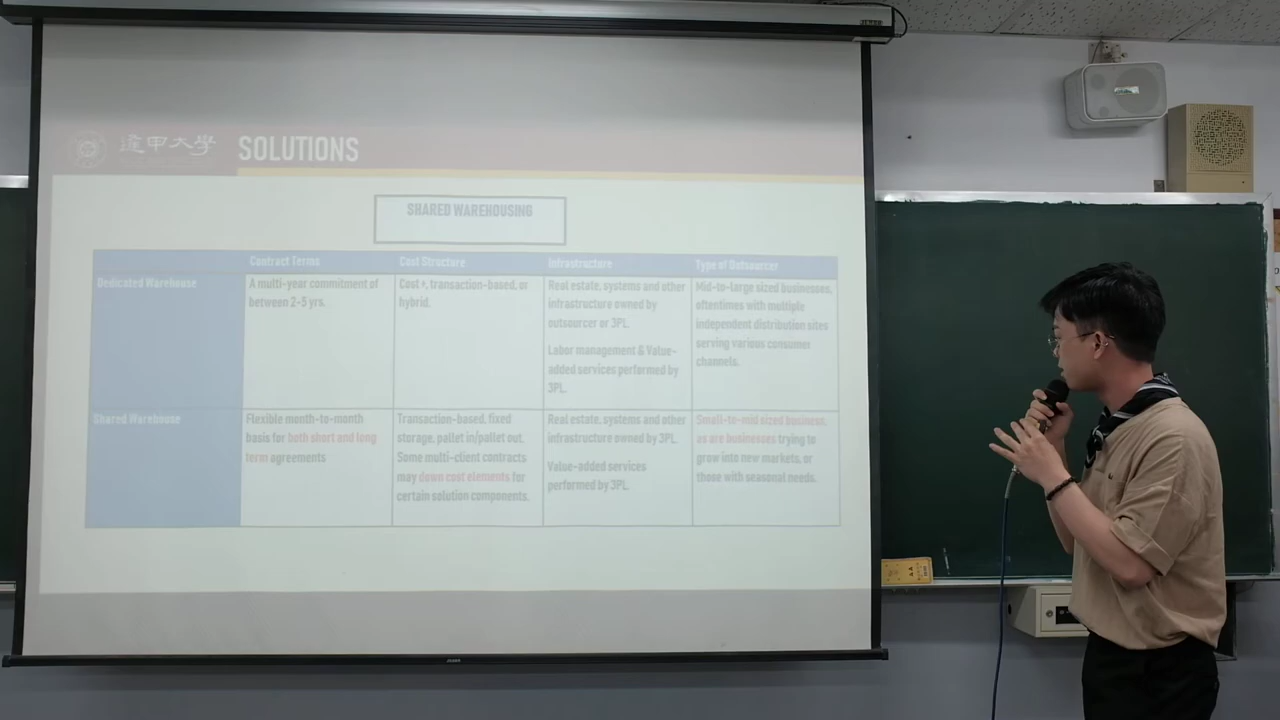 逢甲大學 SOLUTIONS
SHARED WAREHOUSING
Contract Terms
Cost Structure
Infrastructure
Type of Outsourcer
Dedicated Warehouse
A multi-year commitment of
between 2-5 yrs.
Cost +, transaction-based, or
hybrid.
Real estate, systems and other
infrastructure owned by
outsourcer or 3PL.
Labor management & Value-
added services performed by
3PL.
Mid-to-large sized businesses,
oftentimes with multiple
independent distribution sites
serving various consumer
channels.
Shared Warehouse
Flexible month-to-month
basis for both short and long
term agreements
Transaction-based, fixed
storage, pallet in/pallet out.
Some multi-client contracts
may down cost elements for
certain solution components.
Real estate, systems and other
infrastructure owned by 3PL.
Value-added services
performed by 3PL.
Small-to-mid sized business,
as are businesses trying to
grow into new markets, or
those with seasonal needs.